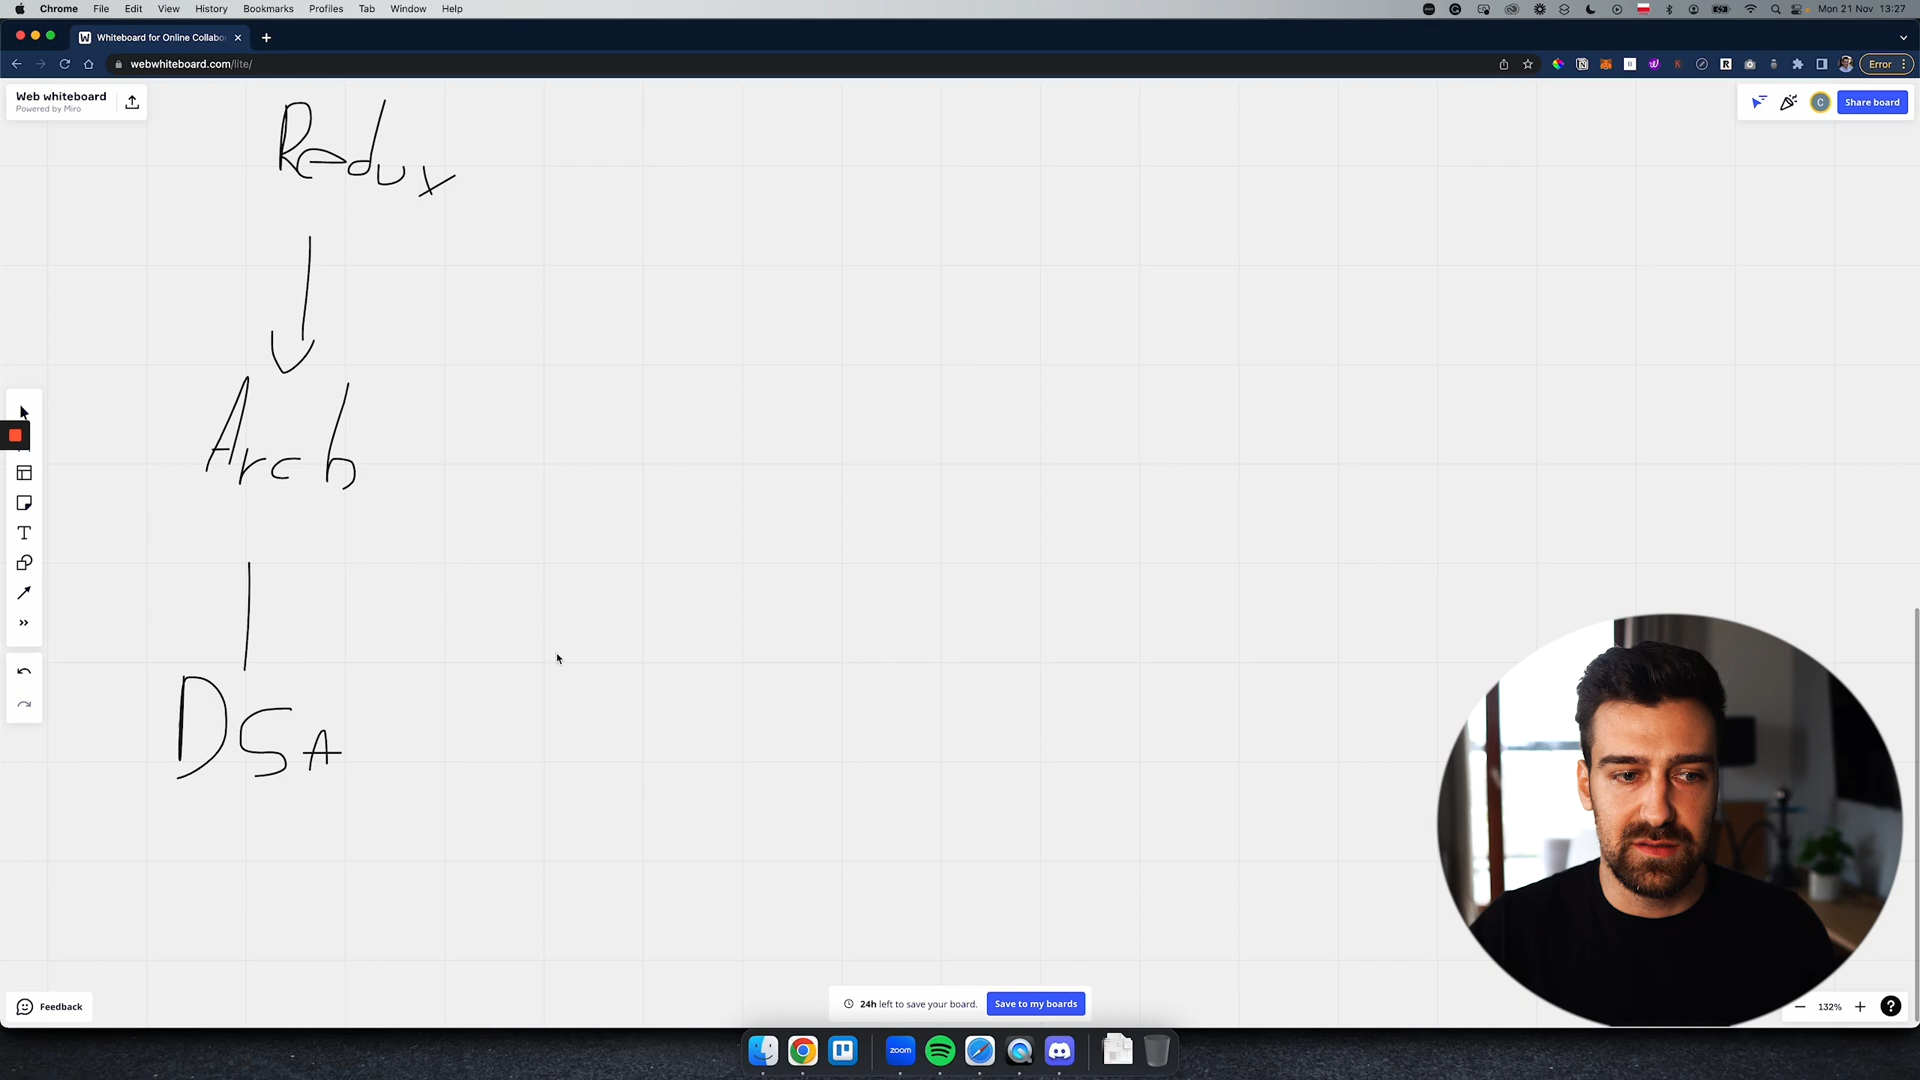 Chrome File Edit View History Bookmarks Profiles Tab Window Help Mon 21 Nov 13:27
Whiteboard for Online Collabo
webwhiteboard.com/lite/ Error
Web whiteboard
Powered by Miro
C Share board
Redux
Arch
DSA
24h left to save your board. Save to my boards
Feedback
132%
zoom